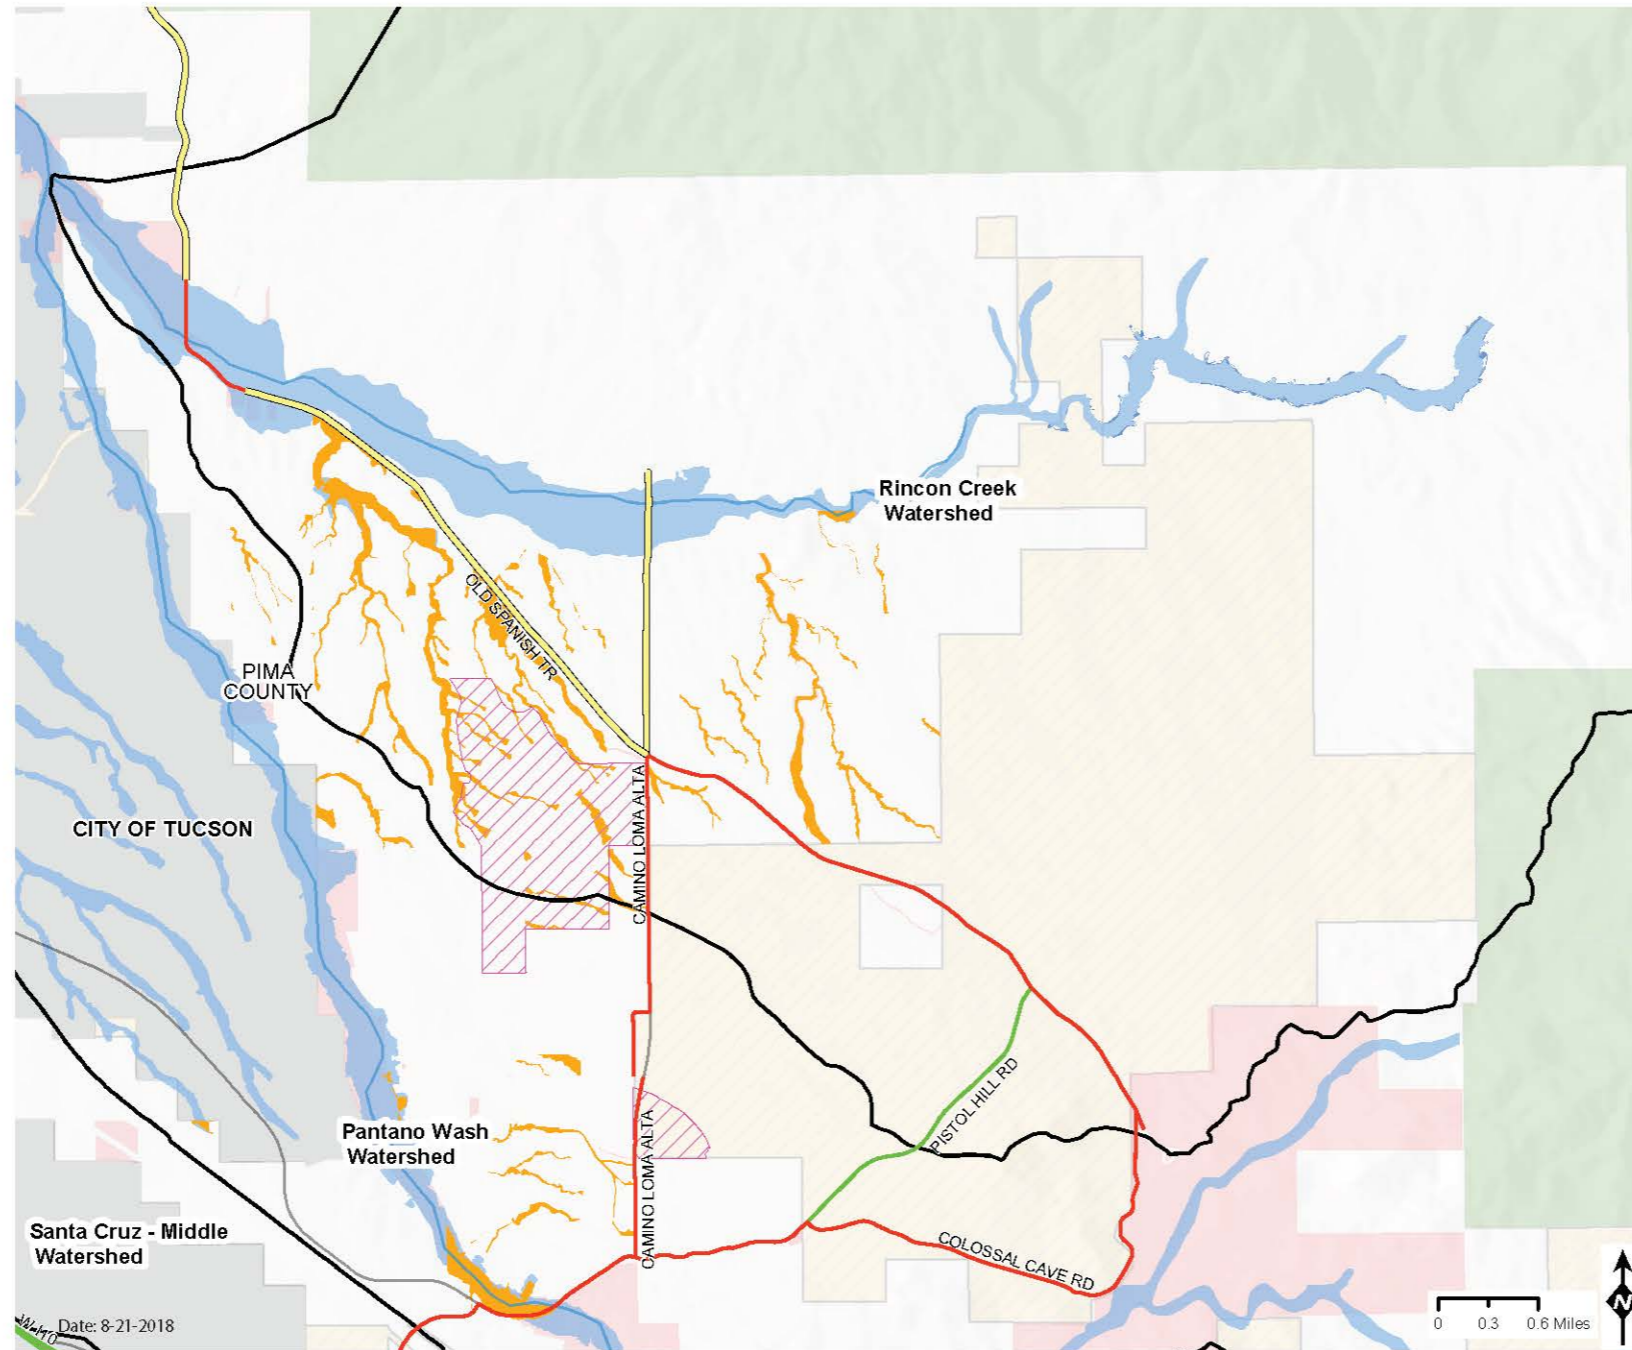 Rincon Creek
Watershed
OLD SPANISH TR
PIMA
COUNTY
CAMINO LOMA ALTA
CITY OF TUCSON
PISTOL HILL RD
Pantano Wash
Watershed
CAMINO LOMA ALTA
Santa Cruz - Middle
Watershed
COLOSSAL CAVE RD
N
W I-10
Date: 8-21-2018
0 0.3 0.6 Miles